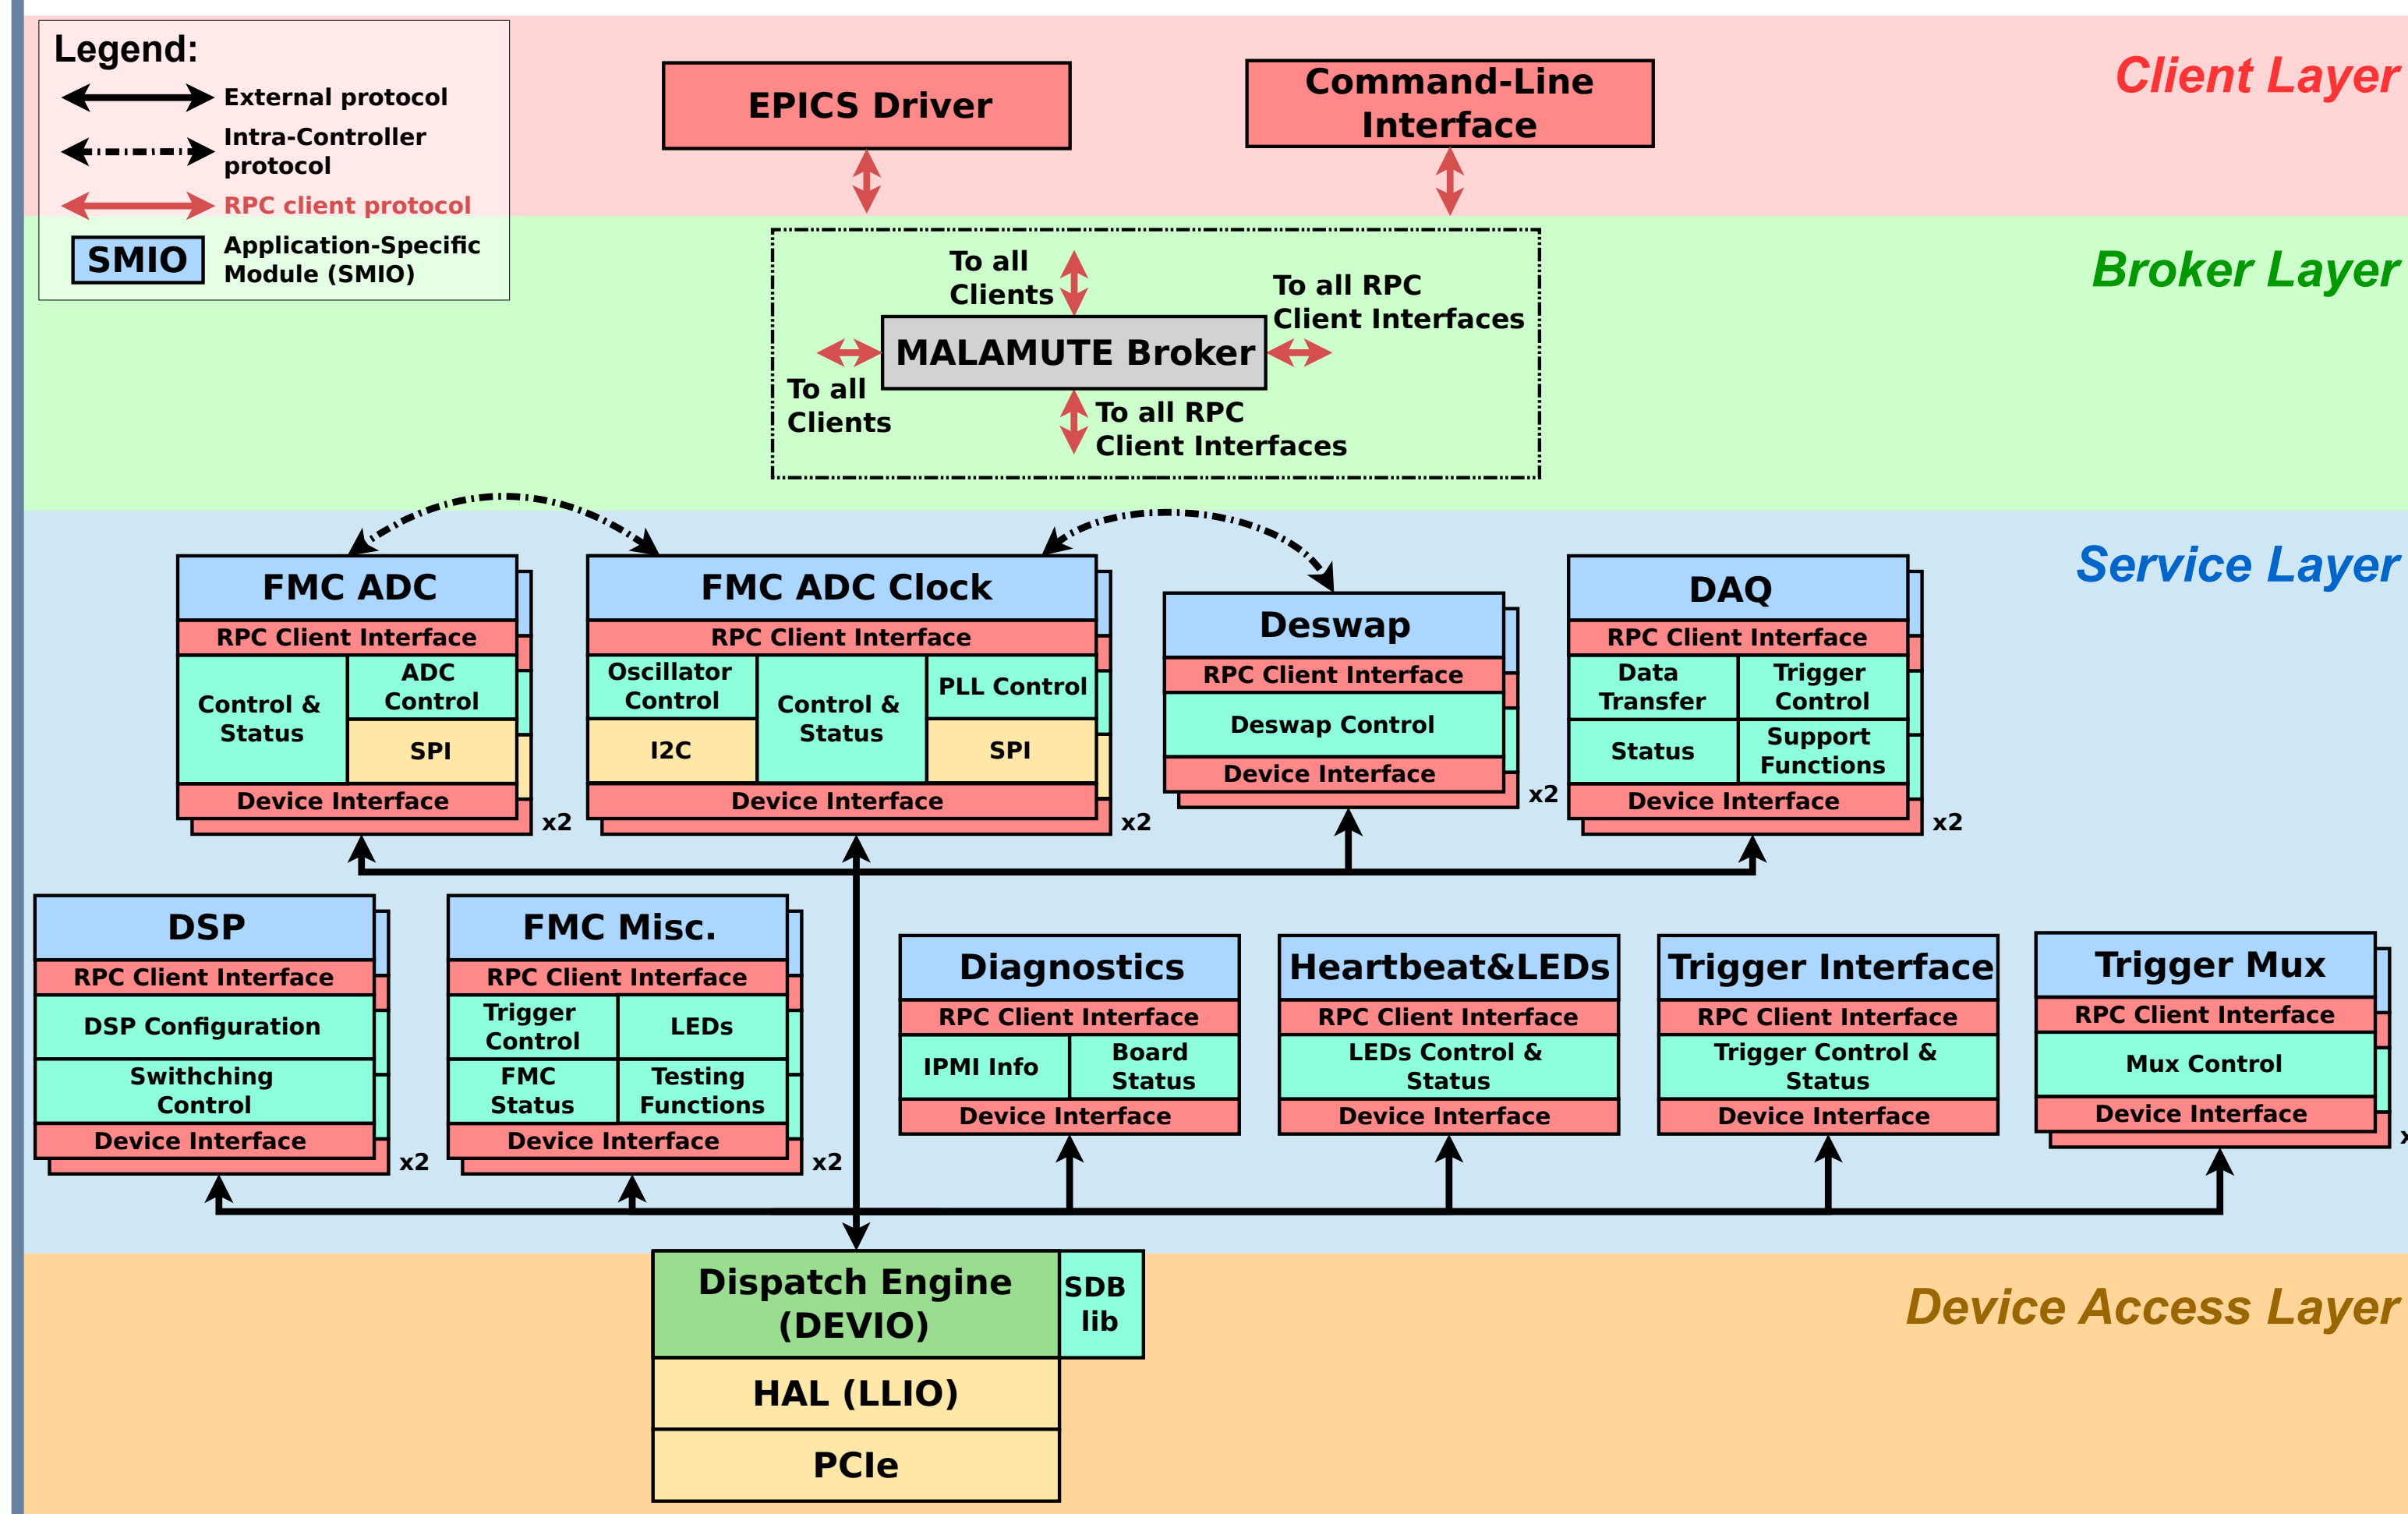 Legend:
External protocol
Intra-Controller
protocol
RPC client protocol
SMIO
Application-Specific
Module (SMIO)
Client Layer
EPICS Driver
Command-Line
Interface
Broker Layer
To all
Clients
To all RPC
Client Interfaces
MALAMUTE Broker
To all
Clients
To all RPC
Client Interfaces
Service Layer
FMC ADC
RPC Client Interface
Control &
Status
ADC
Control
SPI
Device Interface
x2
FMC ADC Clock
RPC Client Interface
Oscillator
Control
I2C
Control &
Status
PLL Control
SPI
Device Interface
x2
Deswap
RPC Client Interface
Deswap Control
Device Interface
x2
DAQ
RPC Client Interface
Data
Transfer
Trigger
Control
Status
Support
Functions
Device Interface
x2
DSP
RPC Client Interface
DSP Configuration
Swithching
Control
Device Interface
x2
FMC Misc.
RPC Client Interface
Trigger
Control
LEDs
FMC
Status
Testing
Functions
Device Interface
x2
Diagnostics
RPC Client Interface
IPMI Info
Board
Status
Device Interface
Heartbeat&LEDs
RPC Client Interface
LEDs Control &
Status
Device Interface
Trigger Interface
RPC Client Interface
Trigger Control &
Status
Device Interface
Trigger Mux
RPC Client Interface
Mux Control
Device Interface
Device Access Layer
Dispatch Engine
(DEVIO)
SDB
lib
HAL (LLIO)
PCIe